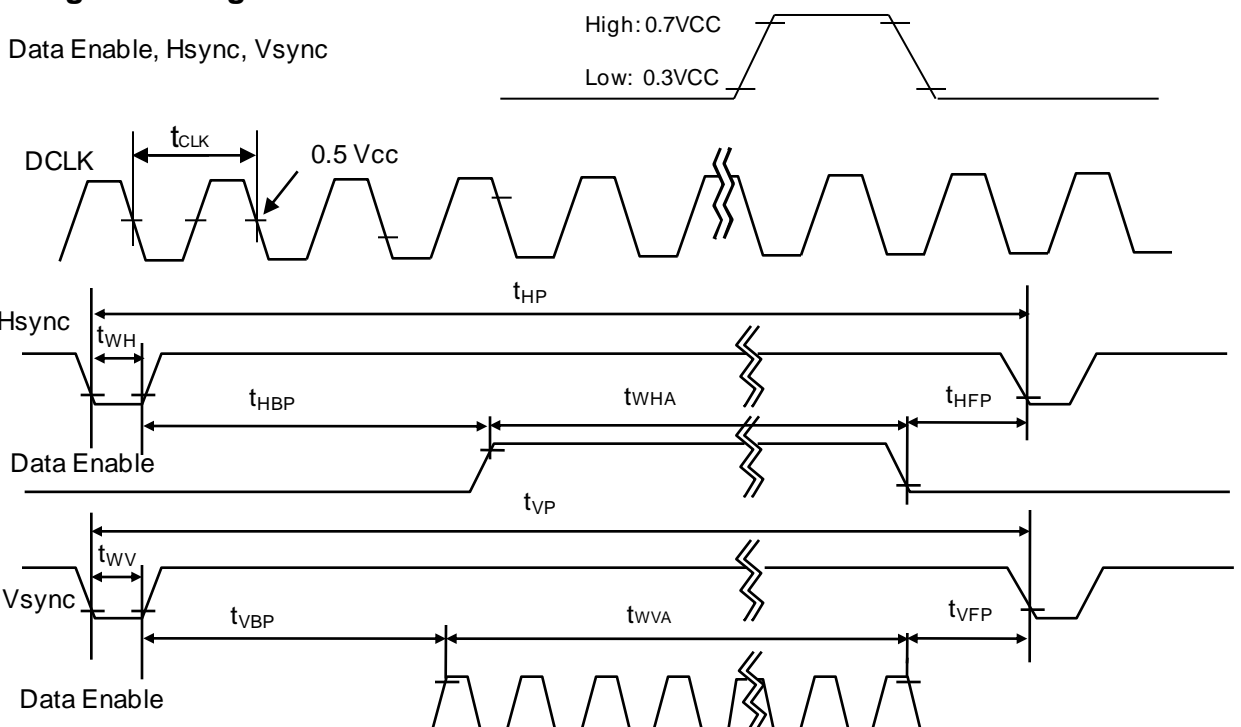 High: 0.7VCC
Data Enable, Hsync, Vsync
Low: 0.3VCC
tCLK
DCLK
0.5 Vcc
tHP
Hsync
tWH
tHBP
tWHA
tHFP
Data Enable
tVP
tWV
Vsync
tVBP
tWVA
tVFP
Data Enable